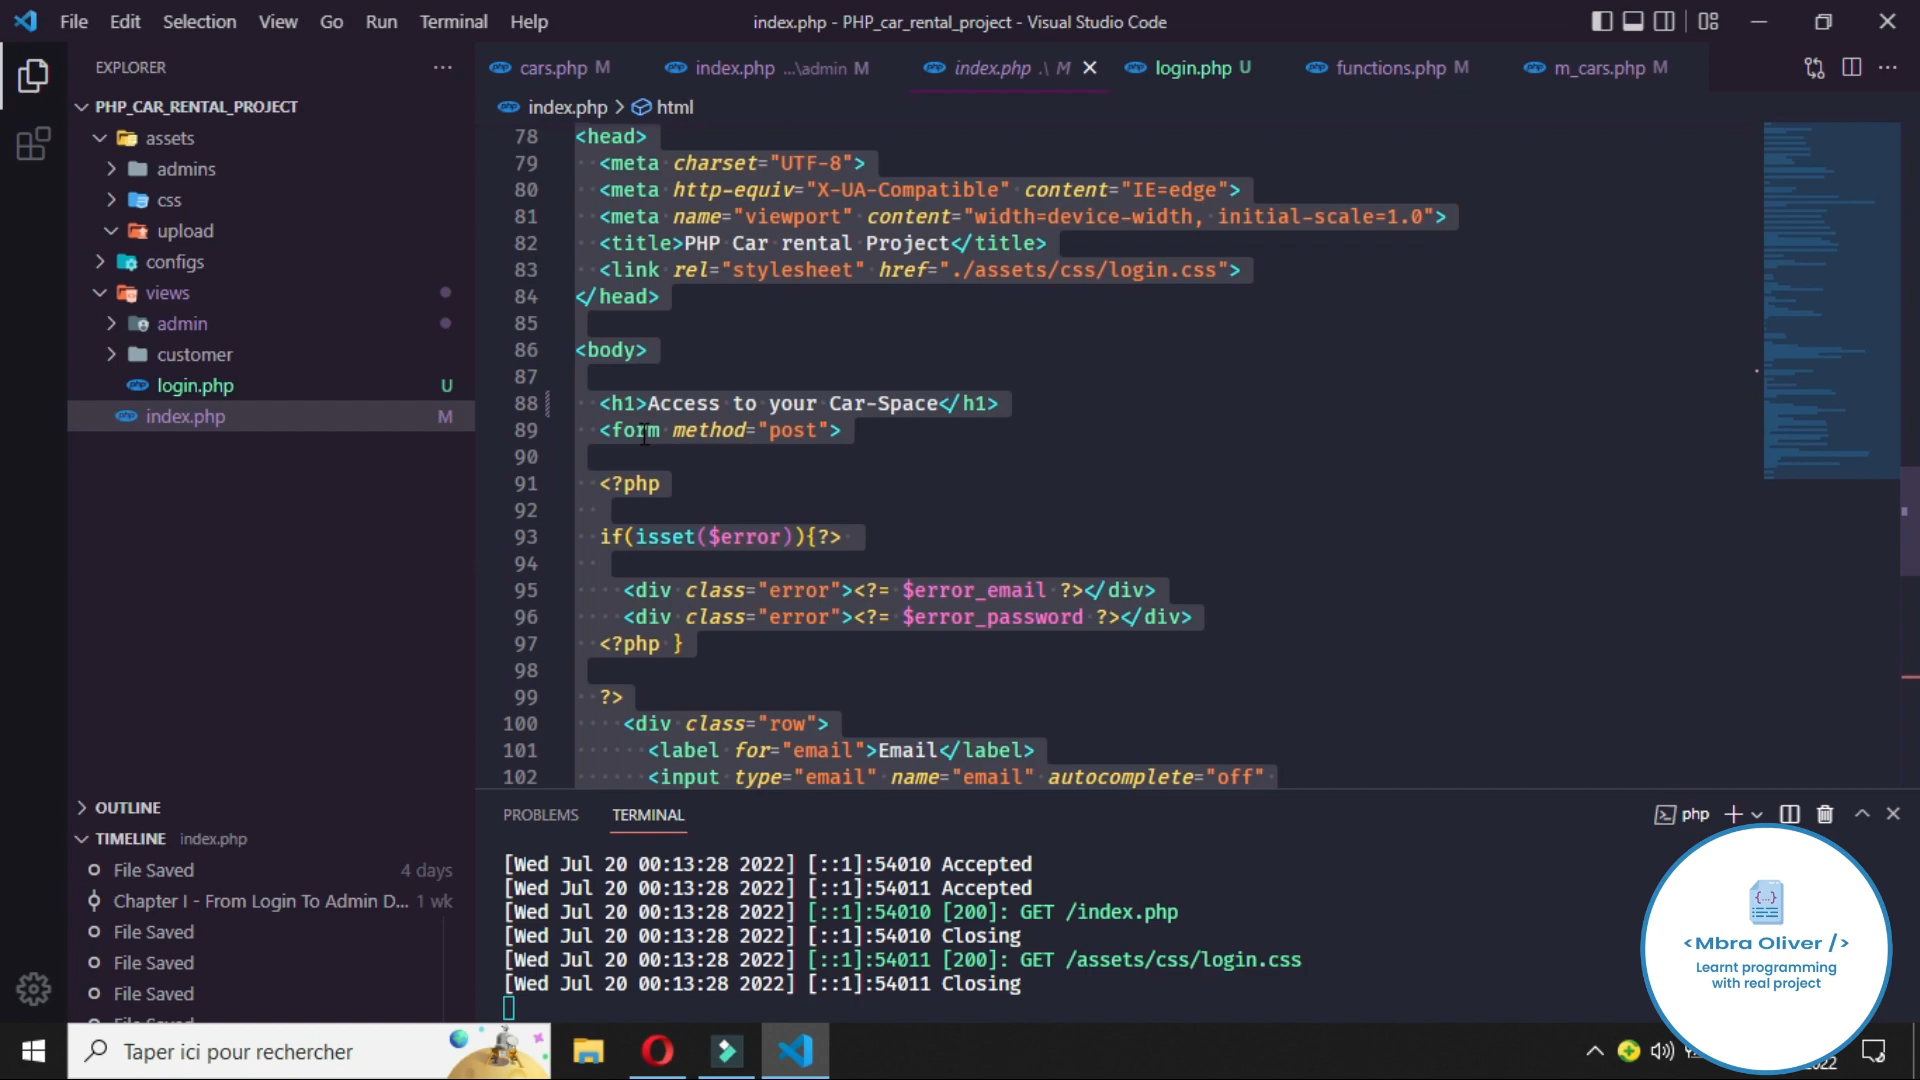 File Edit Selection View Go Run Terminal Help
index.php - PHP_car_rental_project - Visual Studio Code
EXPLORER
PHP_CAR_RENTAL_PROJECT
assets
admins
css
upload
configs
views
admin
customer
login.php U
index.php M
OUTLINE
TIMELINE index.php
File Saved 4 days
Chapter I - From Login To Admin D... 1 wk
File Saved
File Saved
File Saved
File Saved
cars.php M index.php ...\admin M index.php .\ M login.php U functions.php M m_cars.php M
index.php > html
78 <head>
79 <meta charset="UTF-8">
80 <meta http-equiv="X-UA-Compatible" content="IE=edge">
81 <meta name="viewport" content="width=device-width, initial-scale=1.0">
82 <title>PHP Car rental Project</title>
83 <link rel="stylesheet" href="./assets/css/login.css">
84 </head>
85
86 <body>
87
88 <h1>Access to your Car-Space</h1>
89 <form method="post">
90
91 <?php
92
93 if(isset($error)){?>
94
95 <div class="error"><?= $error_email ?></div>
96 <div class="error"><?= $error_password ?></div>
97 <?php }
98
99 ?>
100 <div class="row">
101 <label for="email">Email</label>
102 <input type="email" name="email" autocomplete="off"
PROBLEMS TERMINAL
php
[Wed Jul 20 00:13:28 2022] [::1]:54010 Accepted
[Wed Jul 20 00:13:28 2022] [::1]:54011 Accepted
[Wed Jul 20 00:13:28 2022] [::1]:54010 [200]: GET /index.php
[Wed Jul 20 00:13:28 2022] [::1]:54010 Closing
[Wed Jul 20 00:13:28 2022] [::1]:54011 [200]: GET /assets/css/login.css
[Wed Jul 20 00:13:28 2022] [::1]:54011 Closing
{...}
<Mbra Oliver />
Learnt programming
with real project
Taper ici pour rechercher